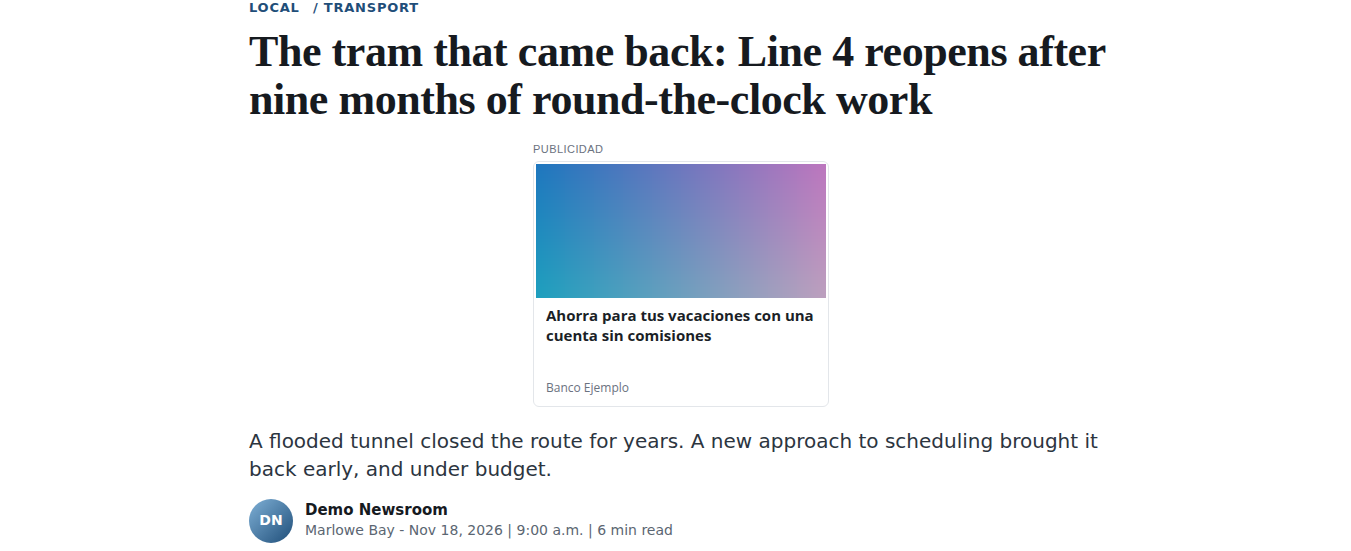 LOCAL / TRANSPORT
The tram that came back: Line 4 reopens after
nine months of round-the-clock work
PUBLICIDAD
Ahorra para tus vacaciones con una
cuenta sin comisiones
Banco Ejemplo
A flooded tunnel closed the route for years. A new approach to scheduling brought it
back early, and under budget.
DN
Demo Newsroom
Marlowe Bay - Nov 18, 2026 | 9:00 a.m. | 6 min read